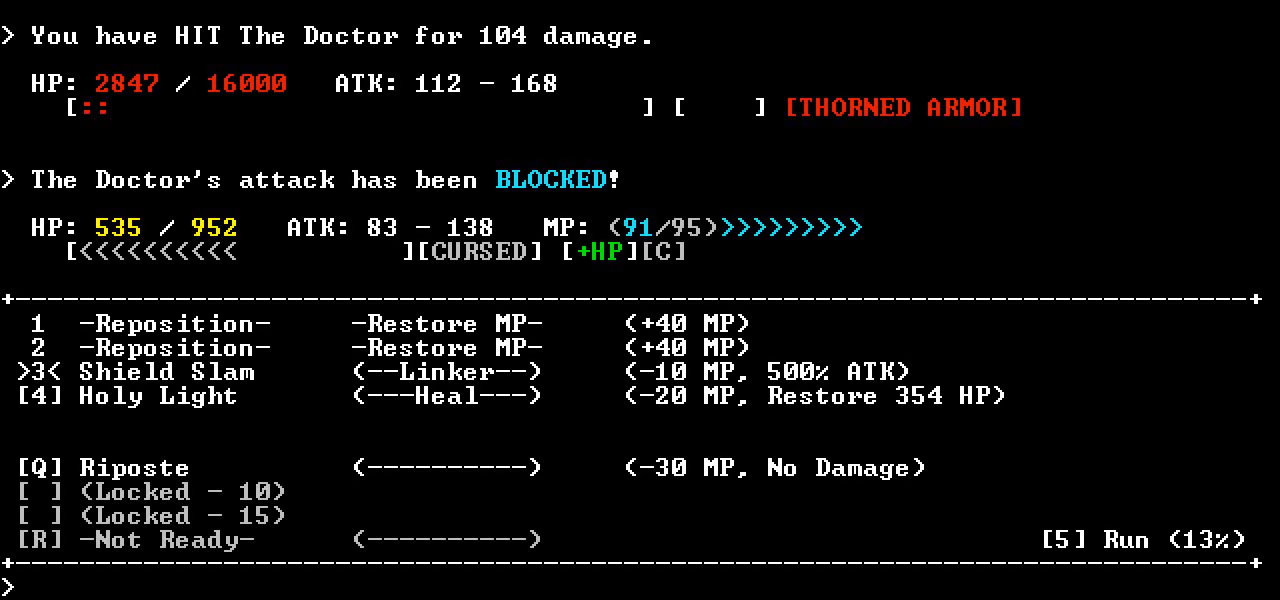 > You have HIT The Doctor for 104 damage.
HP: 2847 / 16000   ATK: 112 - 168
[::                                  ] [    ] [THORNED ARMOR]
> The Doctor's attack has been BLOCKED!
HP: 535 / 952   ATK: 83 - 138   MP: (91/95)>>>>>>>>>
[<<<<<<<<<<          ][CURSED] [+HP][C]
+------------------------------------------------------------------------------+
1  -Reposition-     -Restore MP-     (+40 MP)
2  -Reposition-     -Restore MP-     (+40 MP)
>3< Shield Slam      (--Linker--)     (-10 MP, 500% ATK)
[4] Holy Light       (---Heal---)     (-20 MP, Restore 354 HP)
[Q] Riposte          (----------)     (-30 MP, No Damage)
[ ] (Locked - 10)
[ ] (Locked - 15)
[R] -Not Ready-      (----------)                               [5] Run (13%)
+------------------------------------------------------------------------------+
>